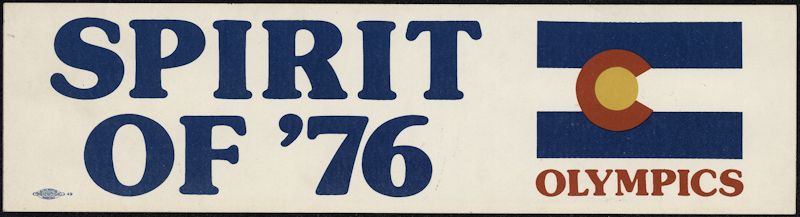 SPIRIT
OF ’76
OLYMPICS